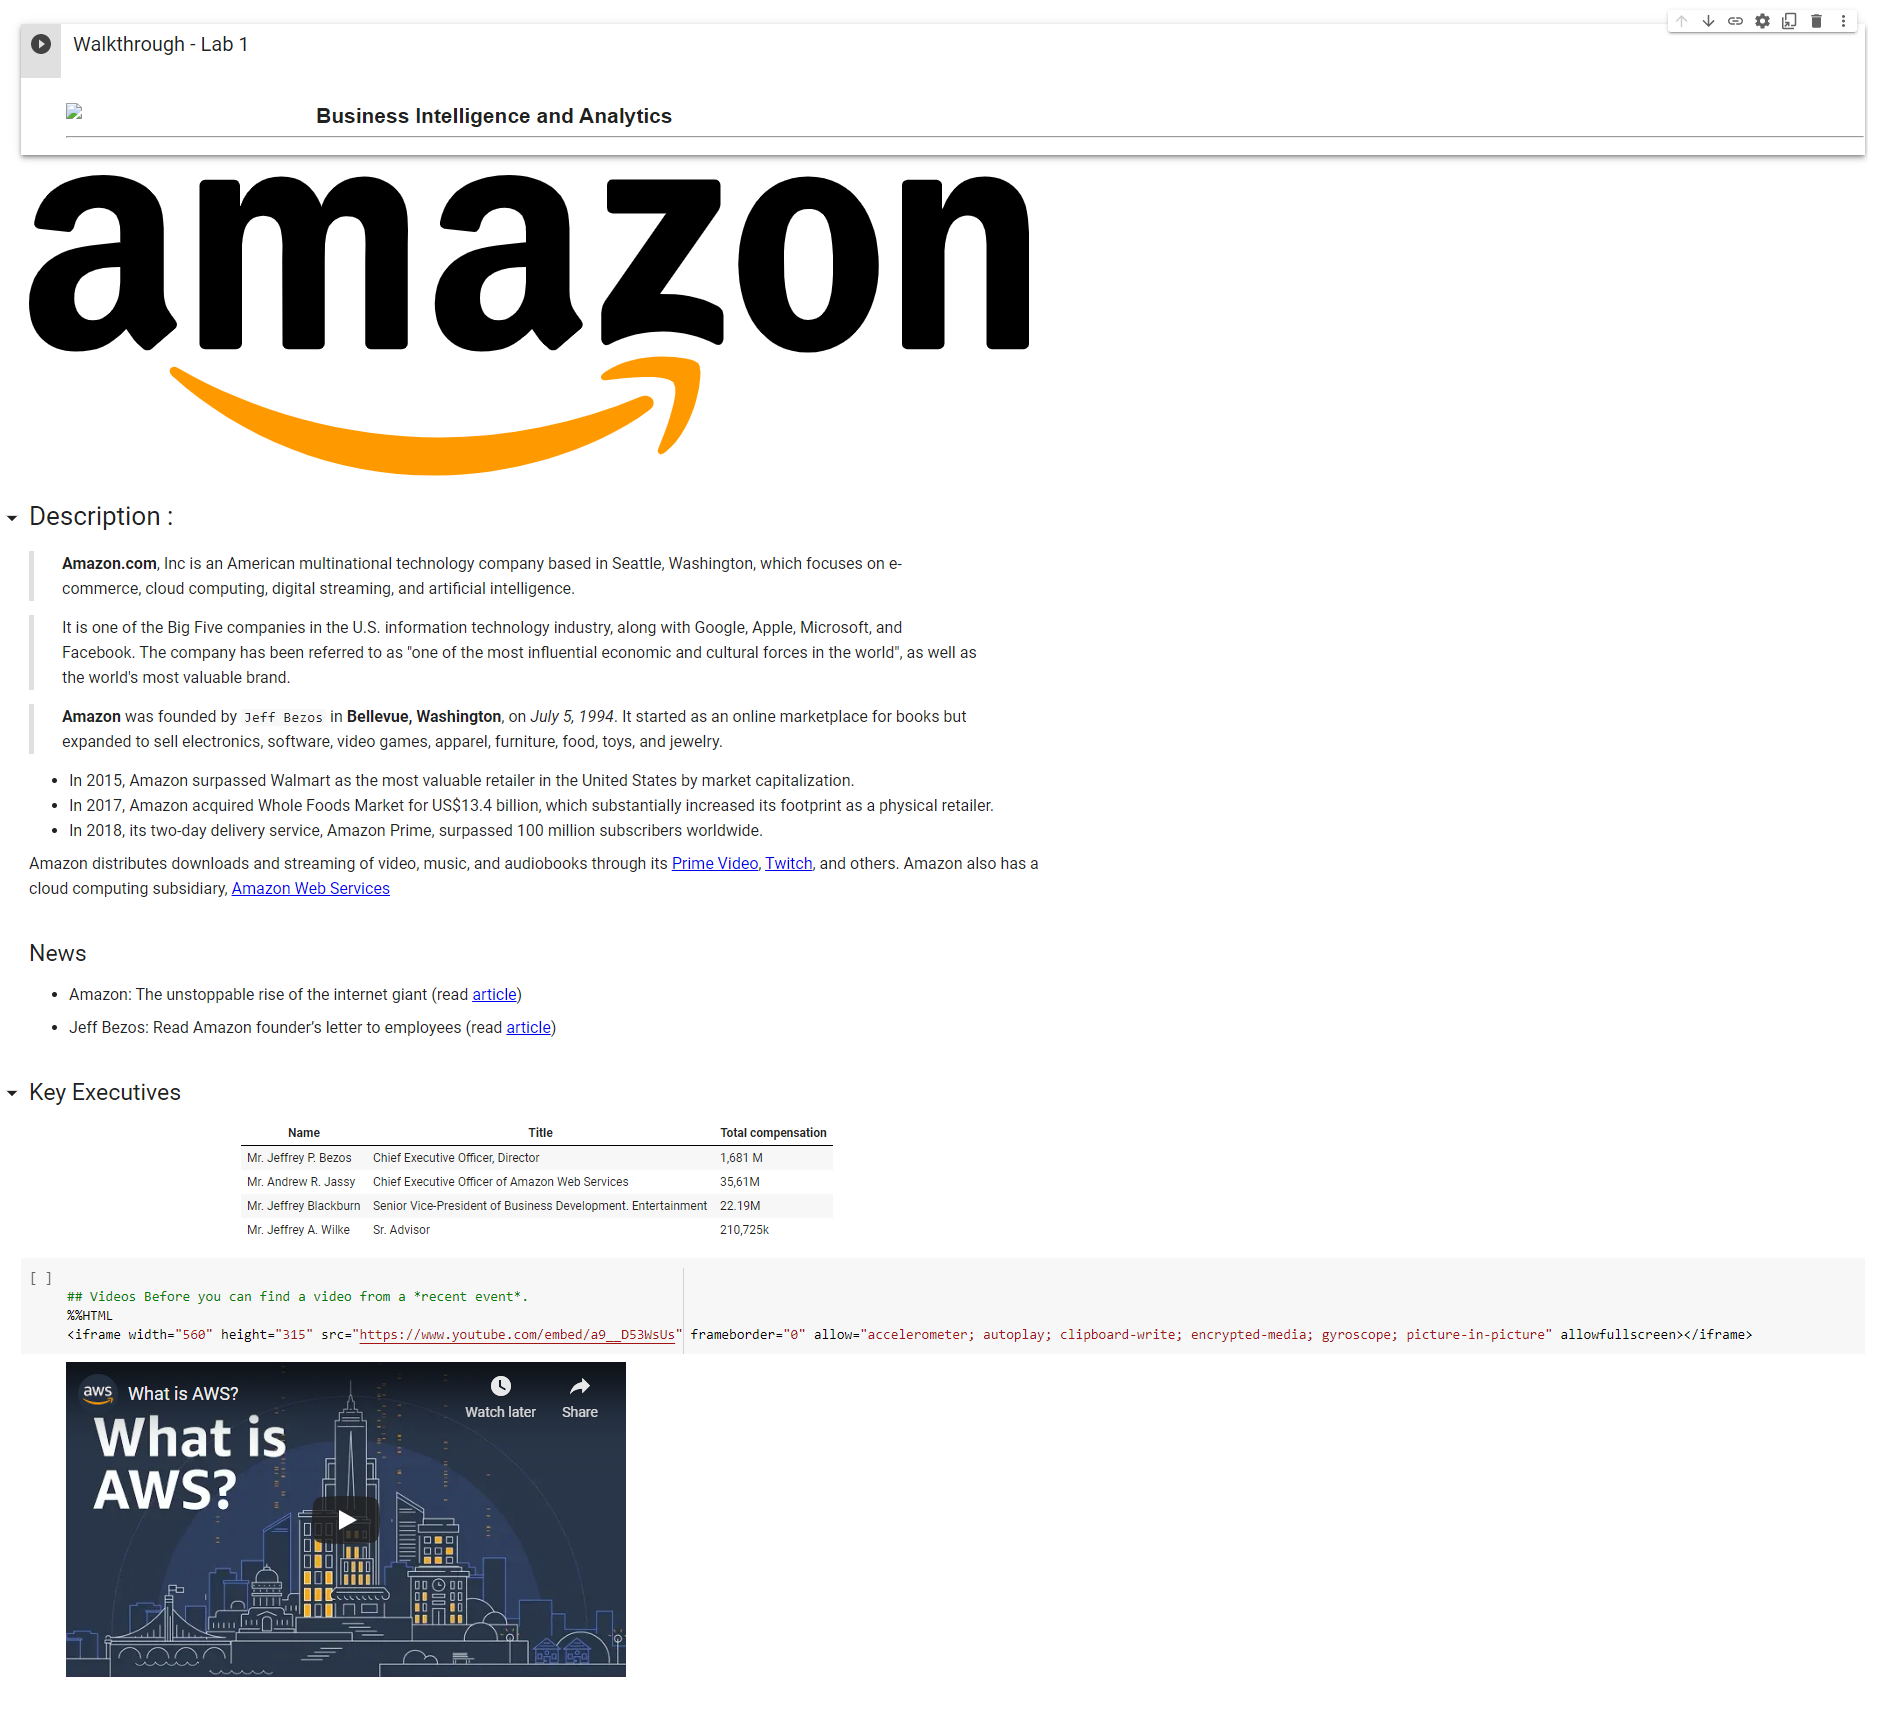 Walkthrough - Lab 1
Business Intelligence and Analytics
amazon
Description :
Amazon.com, Inc is an American multinational technology company based in Seattle, Washington, which focuses on e-
commerce, cloud computing, digital streaming, and artificial intelligence.
It is one of the Big Five companies in the U.S. information technology industry, along with Google, Apple, Microsoft, and
Facebook. The company has been referred to as "one of the most influential economic and cultural forces in the world", as well as
the world's most valuable brand.
Amazon was founded by Jeff Bezos in Bellevue, Washington, on July 5, 1994. It started as an online marketplace for books but
expanded to sell electronics, software, video games, apparel, furniture, food, toys, and jewelry.
• In 2015, Amazon surpassed Walmart as the most valuable retailer in the United States by market capitalization.
• In 2017, Amazon acquired Whole Foods Market for US$13.4 billion, which substantially increased its footprint as a physical retailer.
• In 2018, its two-day delivery service, Amazon Prime, surpassed 100 million subscribers worldwide.
Amazon distributes downloads and streaming of video, music, and audiobooks through its Prime Video, Twitch, and others. Amazon also has a
cloud computing subsidiary, Amazon Web Services
News
• Amazon: The unstoppable rise of the internet giant (read article)
• Jeff Bezos: Read Amazon founder’s letter to employees (read article)
Key Executives
Name Title Total compensation
Mr. Jeffrey P. Bezos Chief Executive Officer, Director 1,681 M
Mr. Andrew R. Jassy Chief Executive Officer of Amazon Web Services 35,61M
Mr. Jeffrey Blackburn Senior Vice-President of Business Development. Entertainment 22.19M
Mr. Jeffrey A. Wilke Sr. Advisor 210,725k
[ ]
## Videos Before you can find a video from a *recent event*.
%%HTML
<iframe width="560" height="315" src="https://www.youtube.com/embed/a9__D53WsUs" frameborder="0" allow="accelerometer; autoplay; clipboard-write; encrypted-media; gyroscope; picture-in-picture" allowfullscreen></iframe>
aws What is AWS? Watch later Share
What is
AWS?